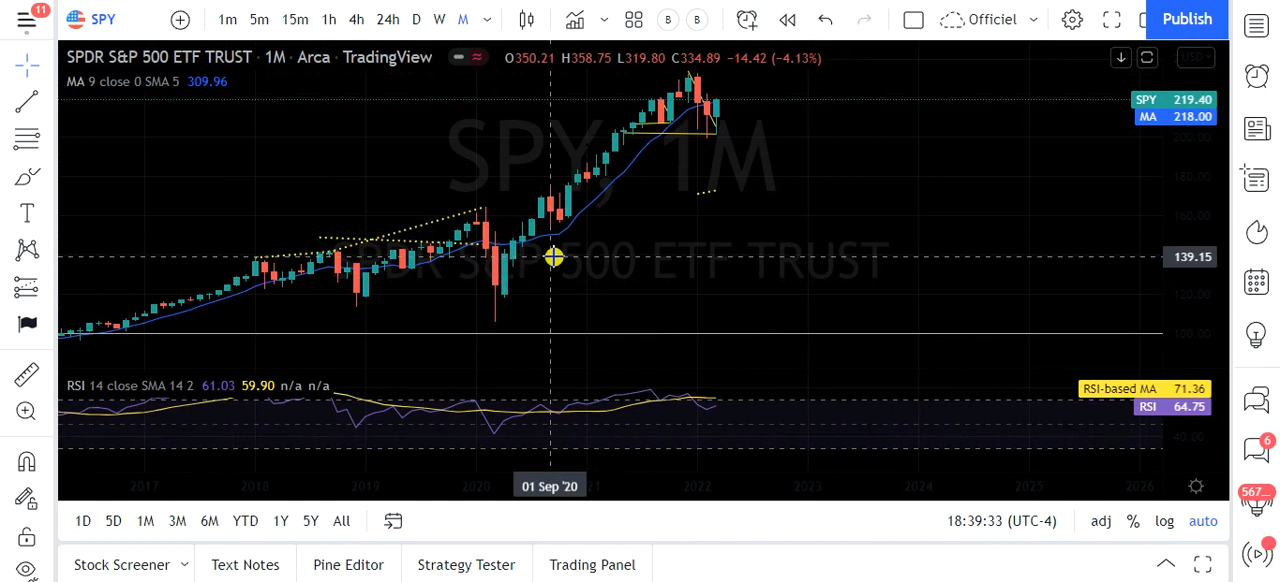 11
SPY
1m 5m 15m 1h 4h 24h D W M
B B
Officiel
Publish
SPDR S&P 500 ETF TRUST · 1M · Arca · TradingView
O350.21 H358.75 L319.80 C334.89 -14.42 (-4.13%)
USD
MA 9 close 0 SMA 5 309.96
SPY 219.40
MA 218.00
SPY, 1M
SPDR S&P 500 ETF TRUST
200.00
180.00
160.00
139.15
120.00
100.00
RSI 14 close SMA 14 2 61.03 59.90 n/a n/a
RSI-based MA 71.36
RSI 64.75
40.00
2017 2018 2019 2020 01 Sep '20 21 2022 2023 2024 2025 2026
1D 5D 1M 3M 6M YTD 1Y 5Y All
18:39:33 (UTC-4) adj % log auto
Stock Screener Text Notes Pine Editor Strategy Tester Trading Panel
6
567...